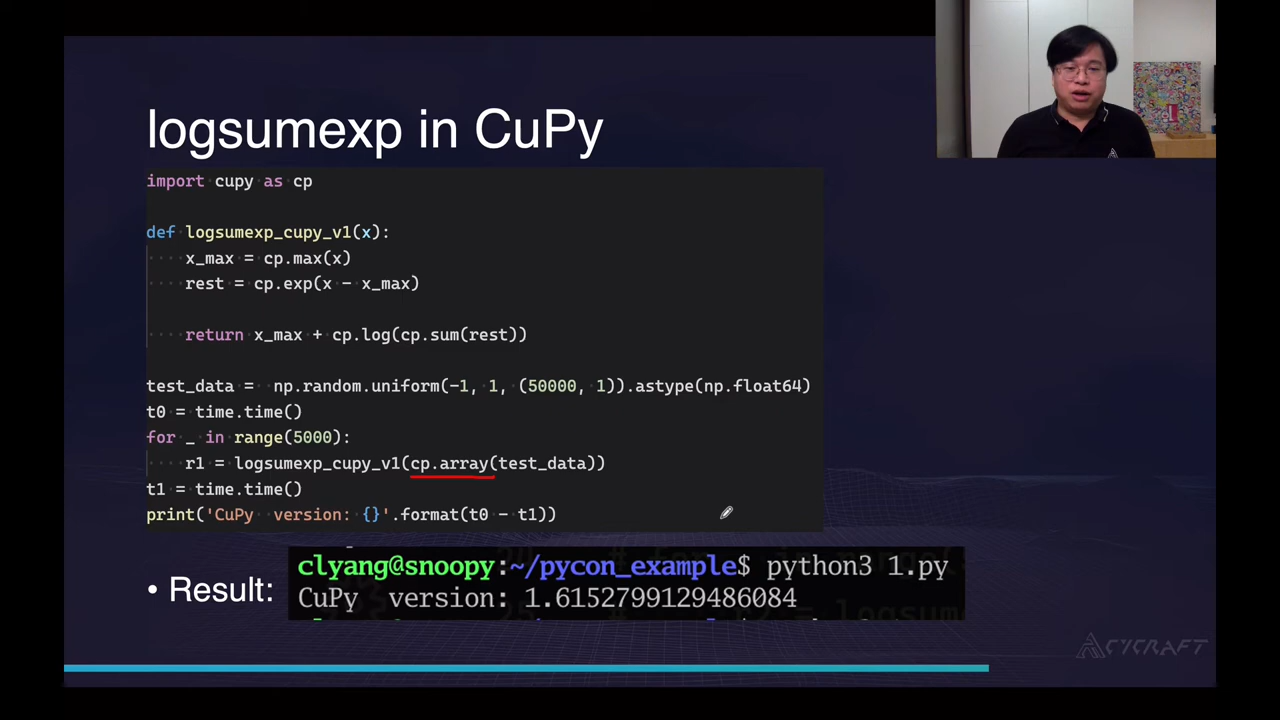 logsumexp in CuPy
import cupy as cp
def logsumexp_cupy_v1(x):
x_max = cp.max(x)
rest = cp.exp(x - x_max)
return x_max + cp.log(cp.sum(rest))
test_data = np.random.uniform(-1, 1, (50000, 1)).astype(np.float64)
t0 = time.time()
for _ in range(5000):
r1 = logsumexp_cupy_v1(cp.array(test_data))
t1 = time.time()
print('CuPy version: {}'.format(t0 - t1))
• Result:
clyang@snoopy:~/pycon_example$ python3 1.py
CuPy version: 1.6152799129486084
CYCRAFT